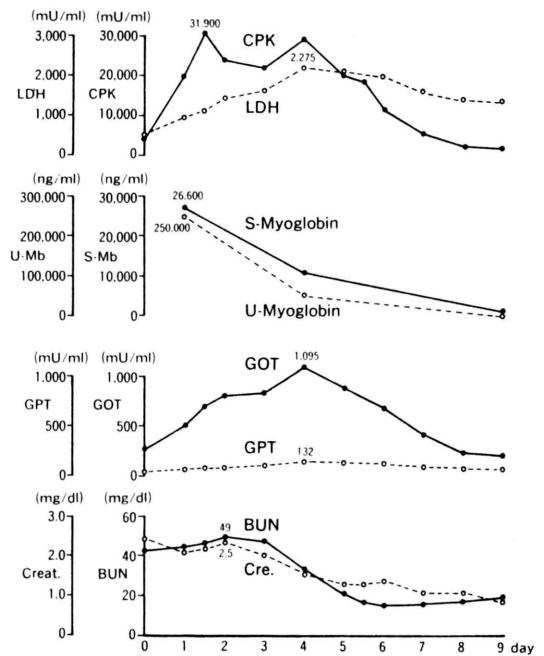 (mU/ml) (mU/ml)
31.900
3,000 30,000 CPK
2.275
2,000 20,000
LDH CPK LDH
1,000 10,000
0 0
(ng/ml) (ng/ml)
300,000 30,000 26.600
S-Myoglobin
200,000 20,000 250.000
U-Mb S-Mb
100,000 10,000
U-Myoglobin
0 0
(mU/ml) (mU/ml) GOT 1.095
1.000 1.000
GPT GOT
500 500 GPT 132
0 0
(mg/dl) (mg/dl)
3.0 60 49 BUN
2.0 40 2.5
Creat. BUN Cre.
1.0 20
0 0
0 1 2 3 4 5 6 7 8 9 day